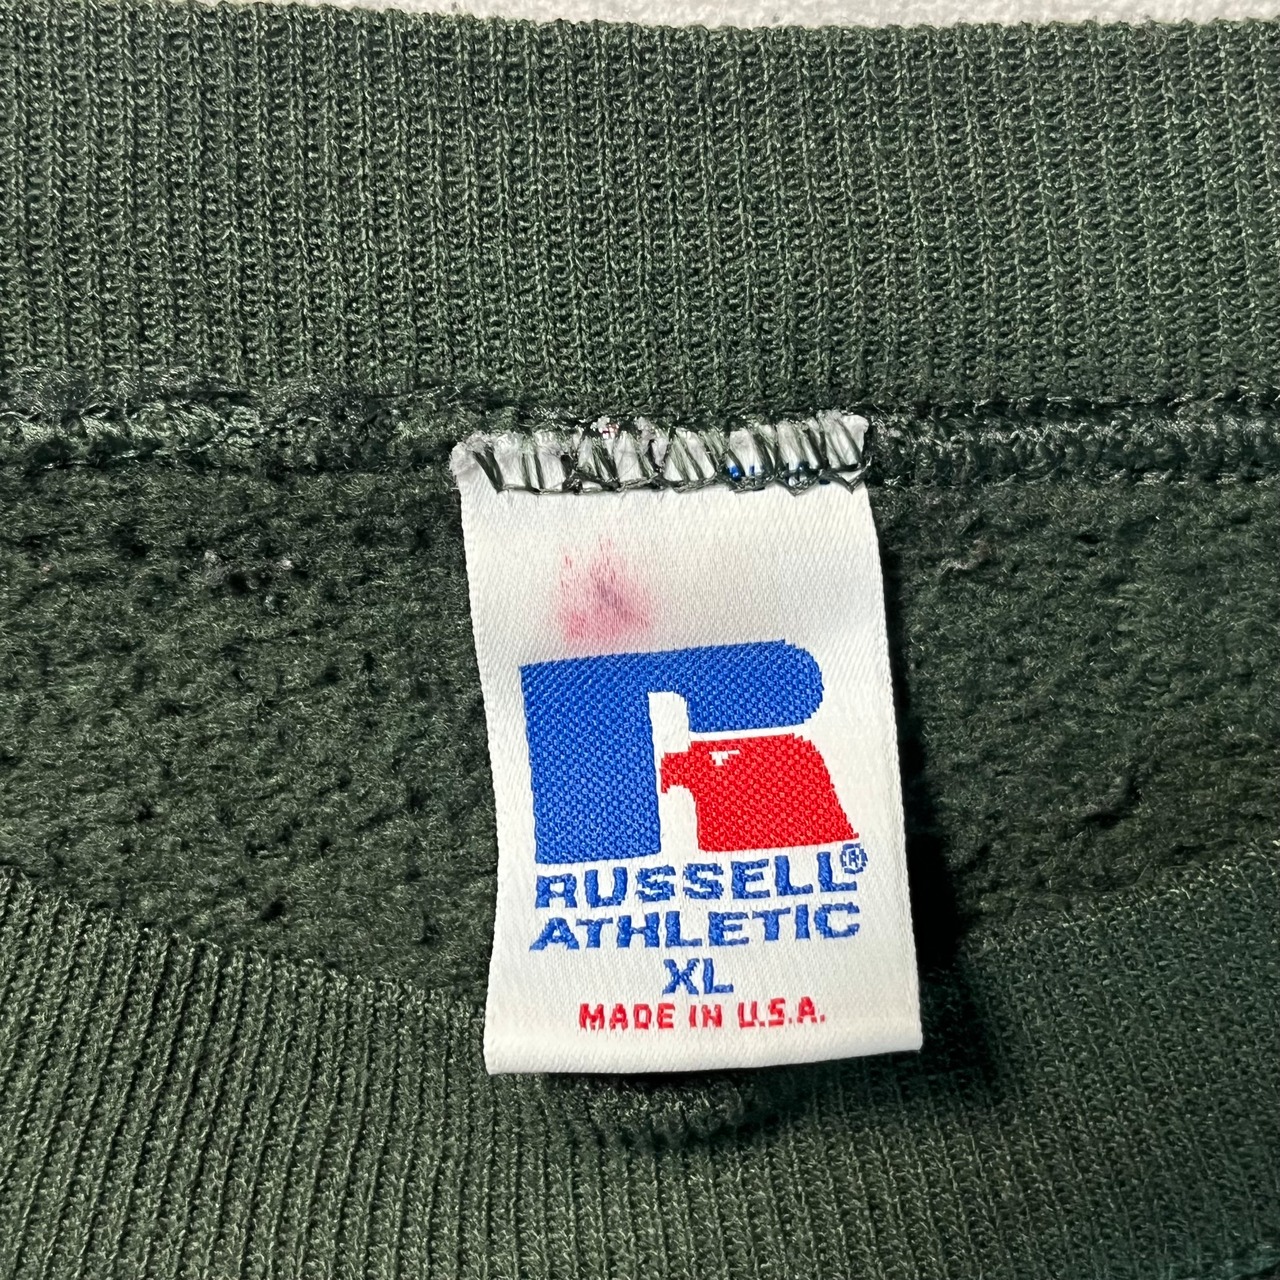 RUSSELL®
ATHLETIC
XL
MADE IN U.S.A.